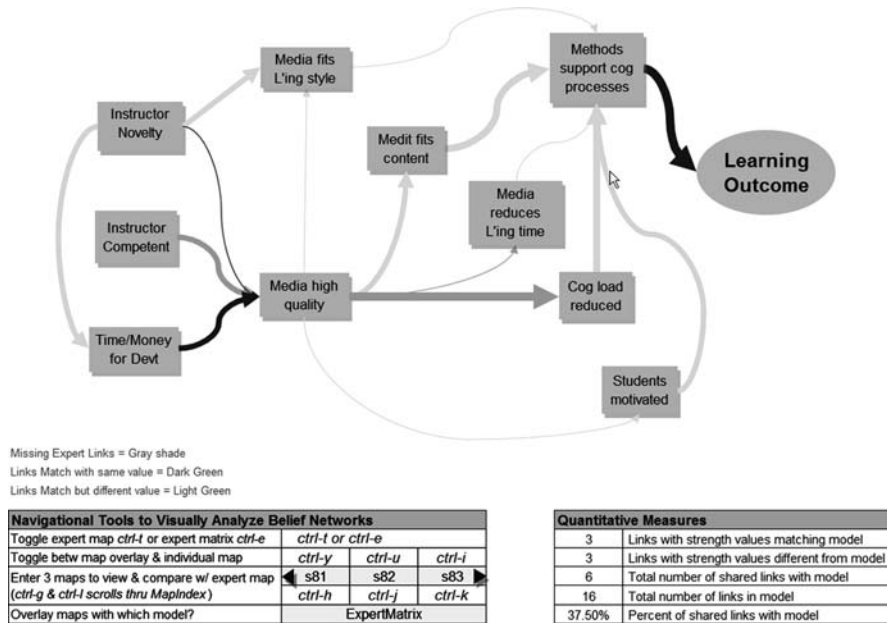 Media fits
L'ing style
Methods
support cog
processes
Instructor
Novelty
Medit fits
content
Learning
Outcome
Media
reduces
L'ing time
Instructor
Competent
Media high
quality
Cog load
reduced
Time/Money
for Devt
Students
motivated
Missing Expert Links = Gray shade
Links Match with same value = Dark Green
Links Match but different value = Light Green
Navigational Tools to Visually Analyze Belief Networks
Toggle expert map ctrl-t or expert matrix ctrl-e ctrl-t or ctrl-e
Toggle betw map overlay & individual map ctrl-y ctrl-u ctrl-i
Enter 3 maps to view & compare w/ expert map s81 s82 s83
(ctrl-g & ctrl-l scrolls thru MapIndex) ctrl-h ctrl-j ctrl-k
Overlay maps with which model? ExpertMatrix
Quantitative Measures
3 Links with strength values matching model
3 Links with strength values different from model
6 Total number of shared links with model
16 Total number of links in model
37.50% Percent of shared links with model